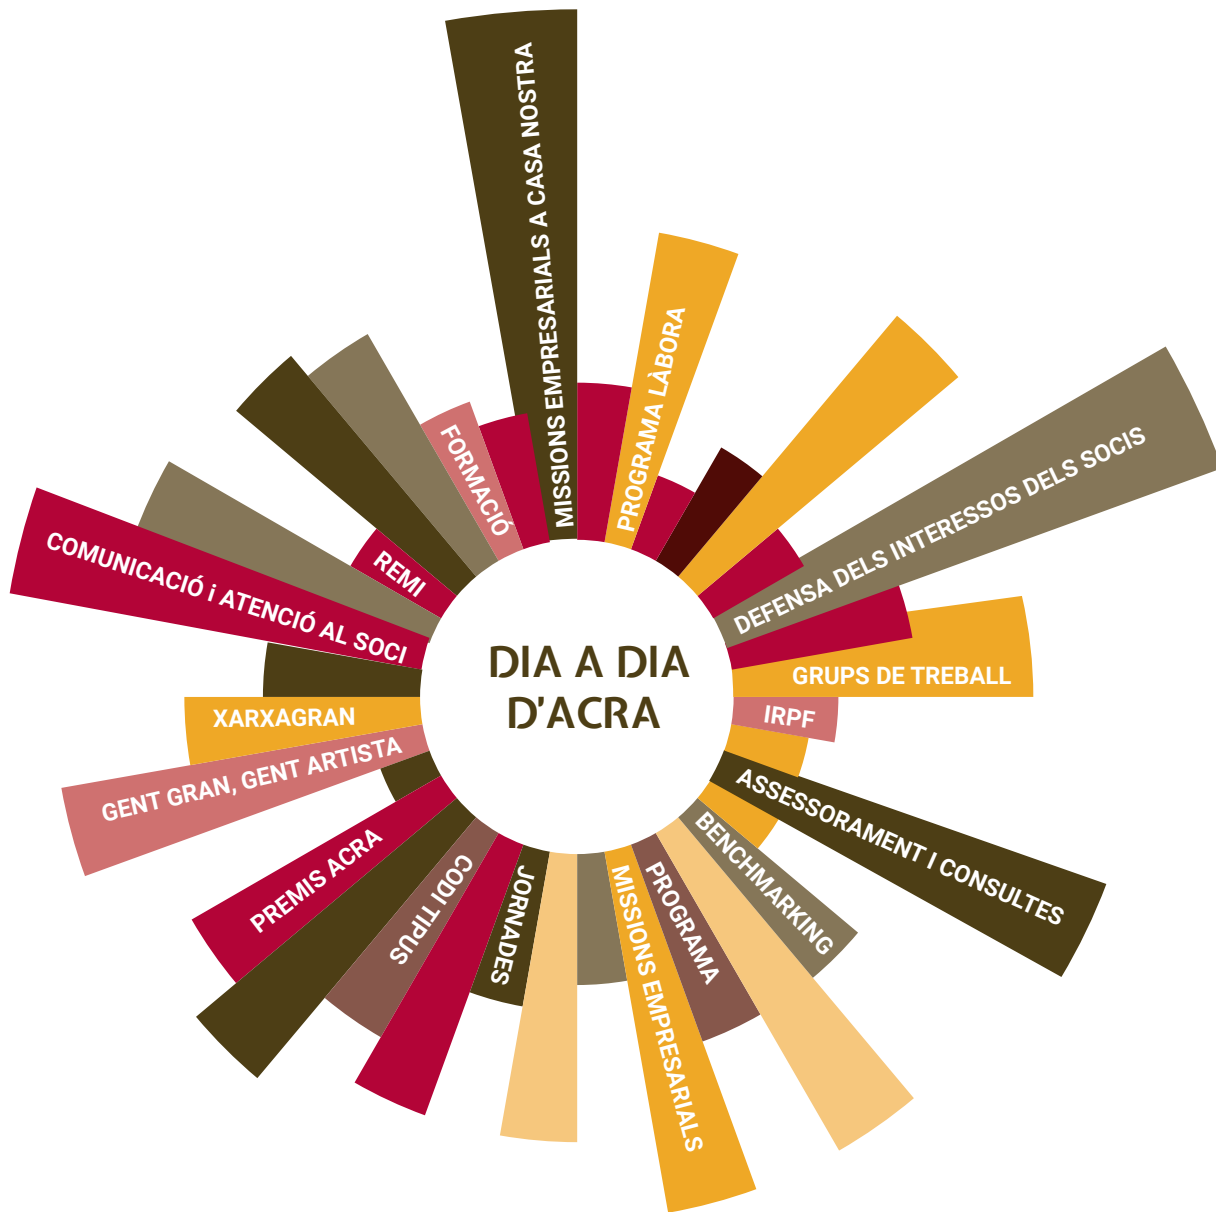 DIA A DIA
D'ACRA
MISSIONS EMPRESARIALS A CASA NOSTRA
PROGRAMA LÀBORA
DEFENSA DELS INTERESSOS DELS SOCIS
GRUPS DE TREBALL
IRPF
ASSESSORAMENT I CONSULTES
BENCHMARKING
PROGRAMA
MISSIONS EMPRESARIALS
JORNADES
CODI TIPUS
PREMIS ACRA
GENT GRAN, GENT ARTISTA
XARXAGRAN
COMUNICACIÓ i ATENCIÓ AL SOCI
REMI
FORMACIÓ